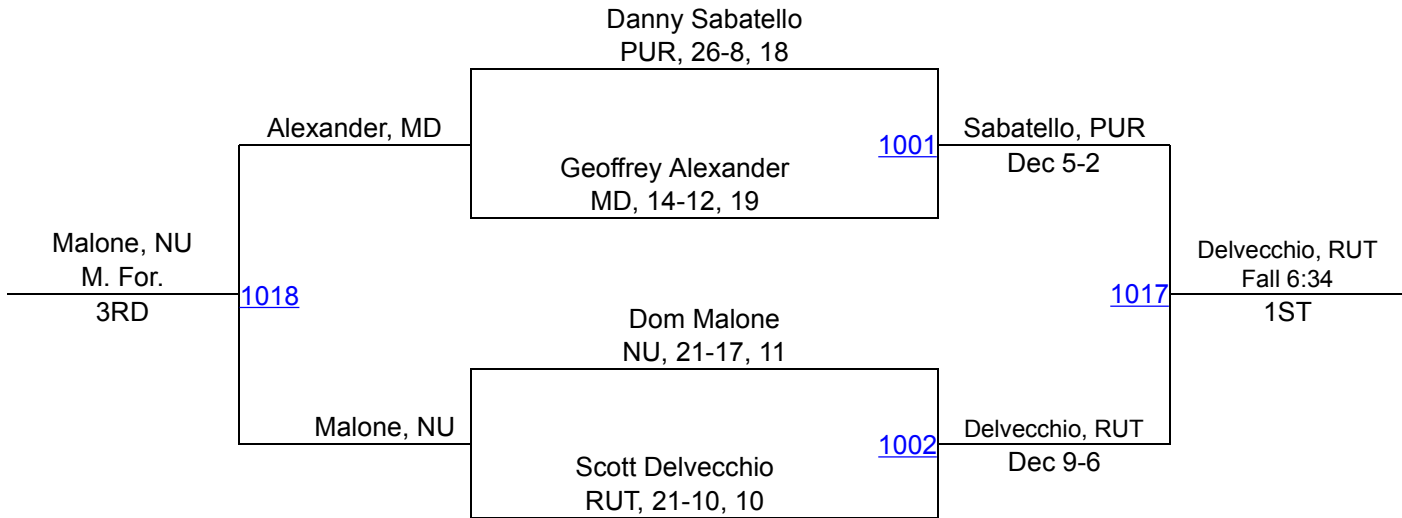 Danny Sabatello
PUR, 26-8, 18
Alexander, MD
1001
Sabatello, PUR
Dec 5-2
Geoffrey Alexander
MD, 14-12, 19
Malone, NU
M. For.
3RD
1018
1017
Delvecchio, RUT
Fall 6:34
1ST
Dom Malone
NU, 21-17, 11
Malone, NU
1002
Delvecchio, RUT
Dec 9-6
Scott Delvecchio
RUT, 21-10, 10